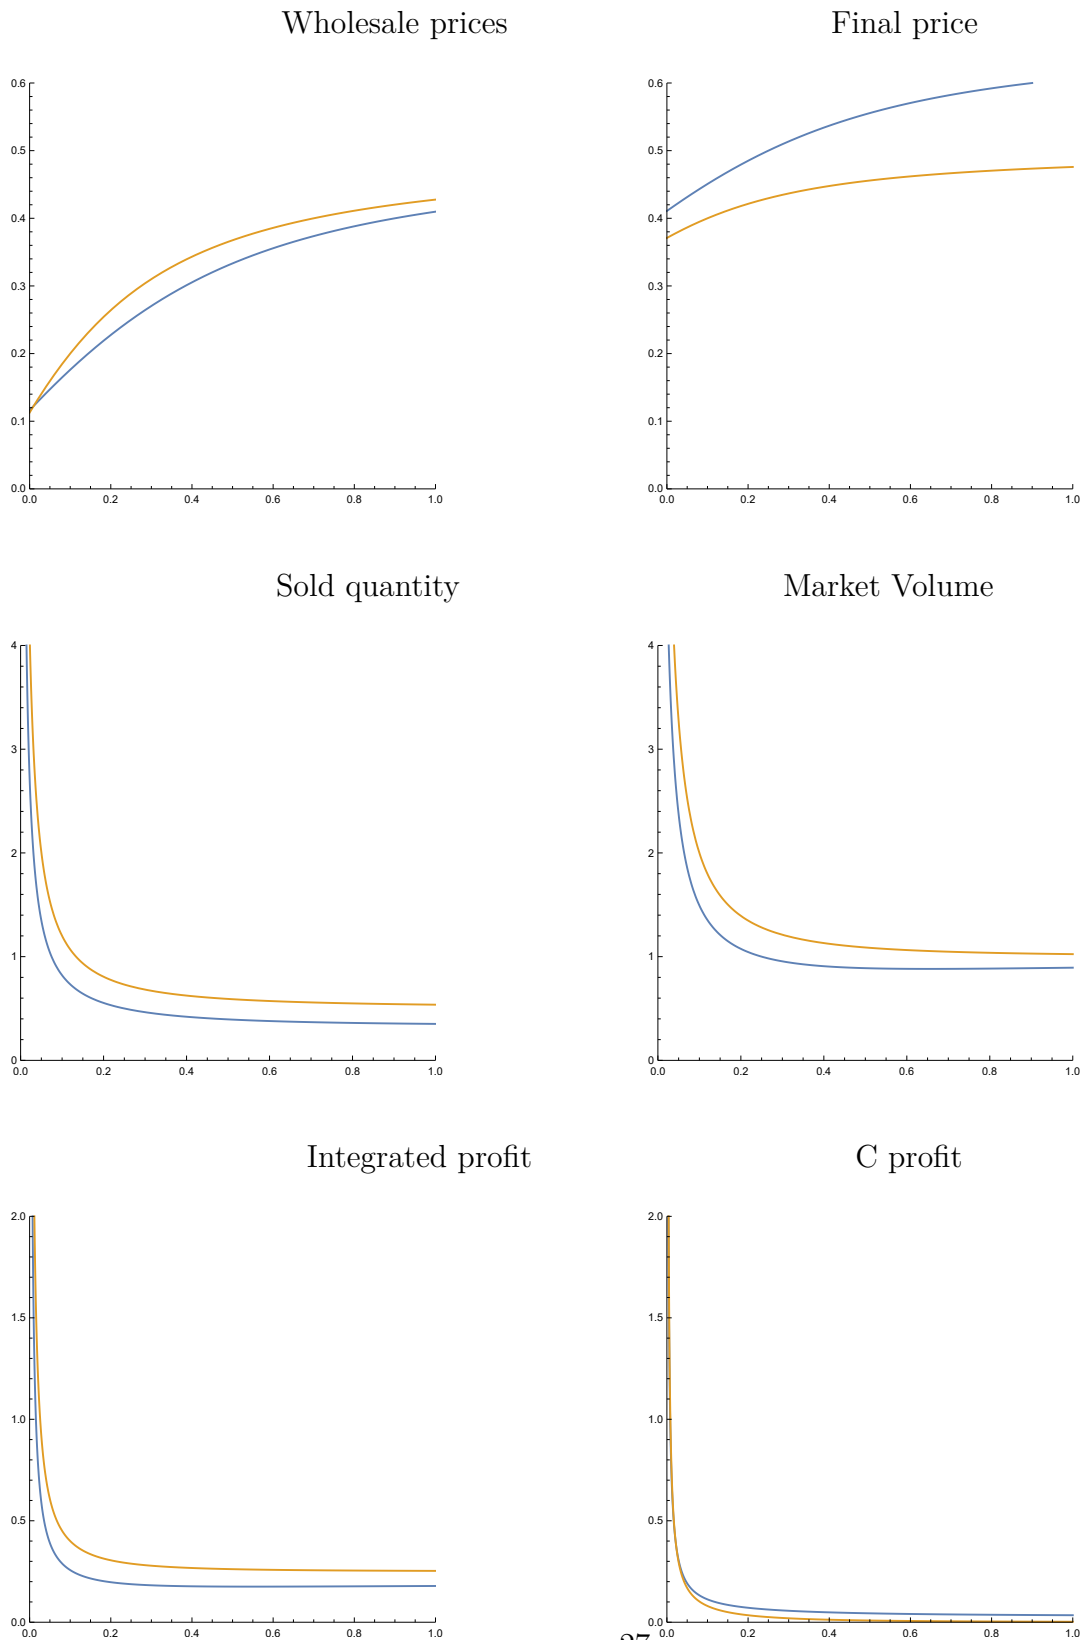 Wholesale prices
Final price
0.6
0.5
0.4
0.3
0.2
0.1
0.0
0.0 0.2 0.4 0.6 0.8 1.0
0.6
0.5
0.4
0.3
0.2
0.1
0.0
0.0 0.2 0.4 0.6 0.8 1.0
Sold quantity
Market Volume
4
3
2
1
0
0.0 0.2 0.4 0.6 0.8 1.0
4
3
2
1
0
0.0 0.2 0.4 0.6 0.8 1.0
Integrated profit
C profit
2.0
1.5
1.0
0.5
0.0
0.0 0.2 0.4 0.6 0.8 1.0
2.0
1.5
1.0
0.5
0.0
0.0 0.2 0.4 0.6 0.8 1.0
27